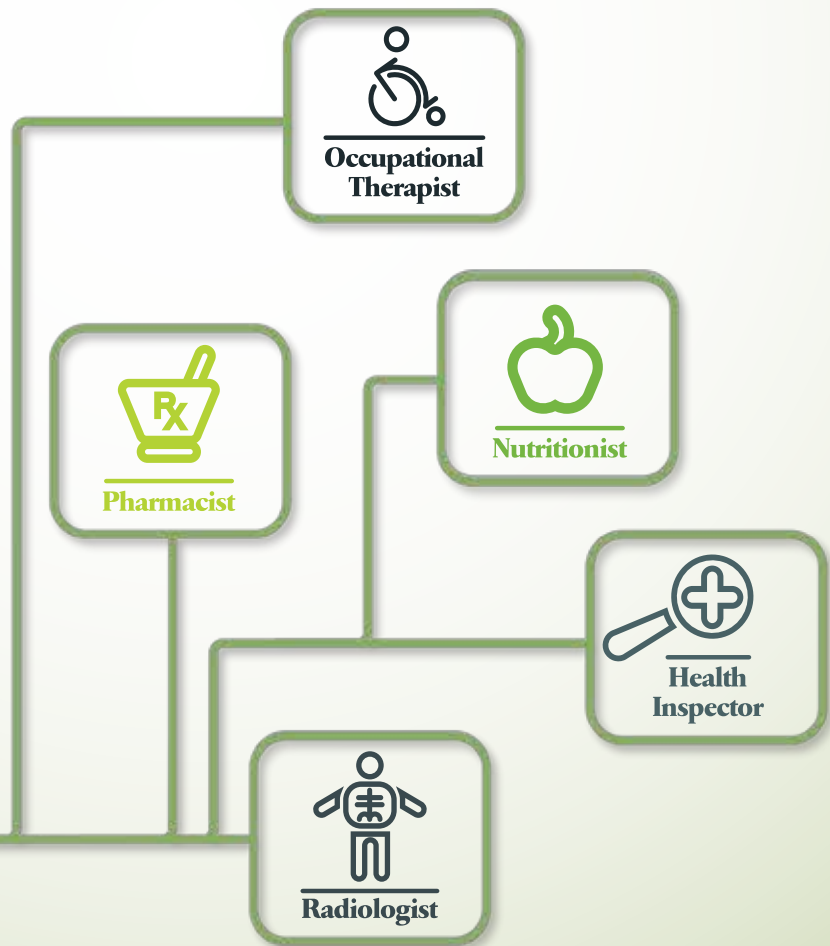 Occupational
Therapist
Nutritionist
Rx
Pharmacist
Health
Inspector
Radiologist